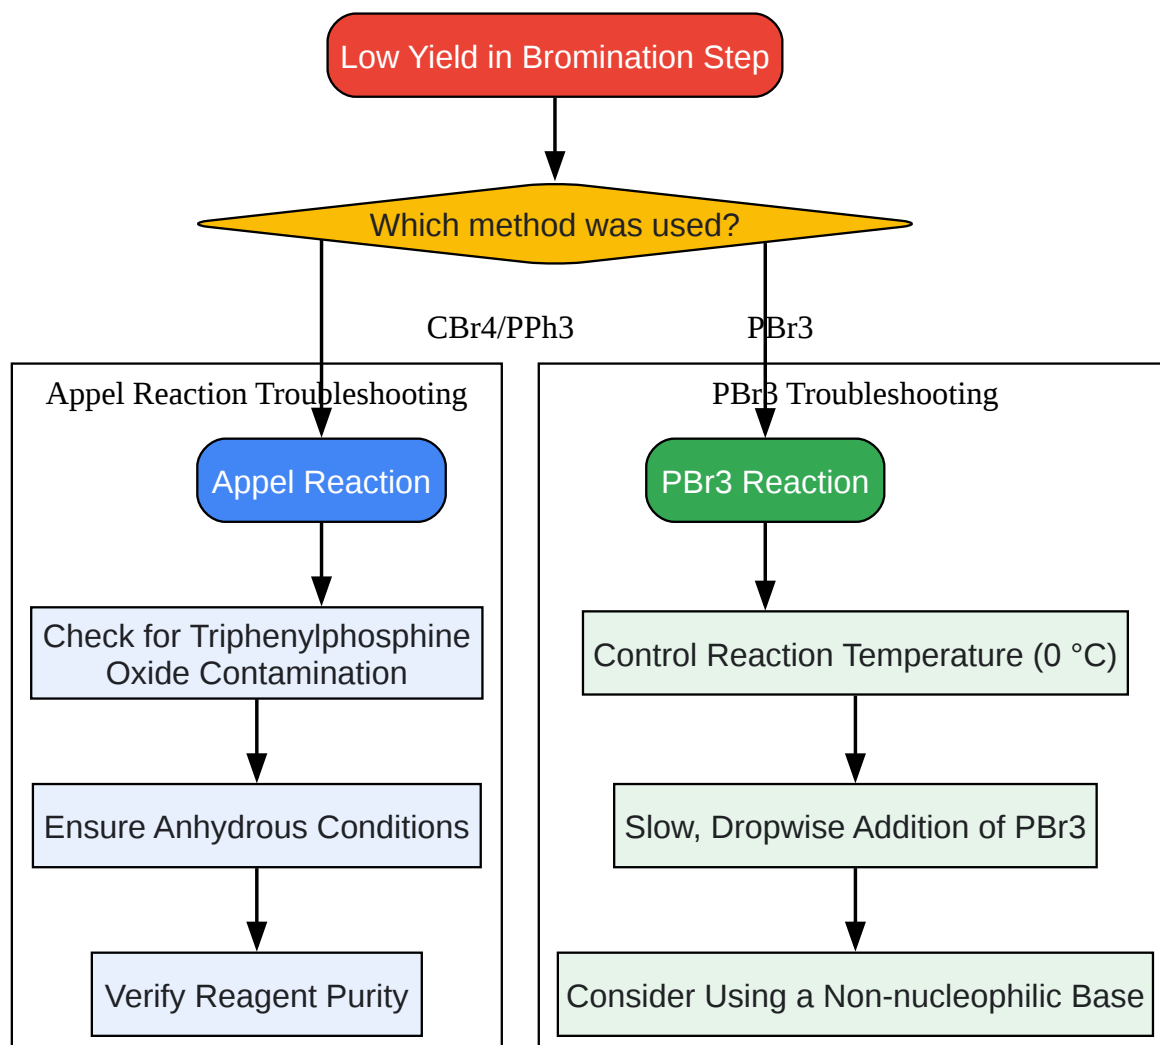 Low Yield in Bromination Step
Which method was used?
CBr4/PPh3
PBr3
Appel Reaction Troubleshooting
PBr3 Troubleshooting
Appel Reaction
PBr3 Reaction
Check for Triphenylphosphine
Oxide Contamination
Control Reaction Temperature (0 °C)
Ensure Anhydrous Conditions
Slow, Dropwise Addition of PBr3
Verify Reagent Purity
Consider Using a Non-nucleophilic Base